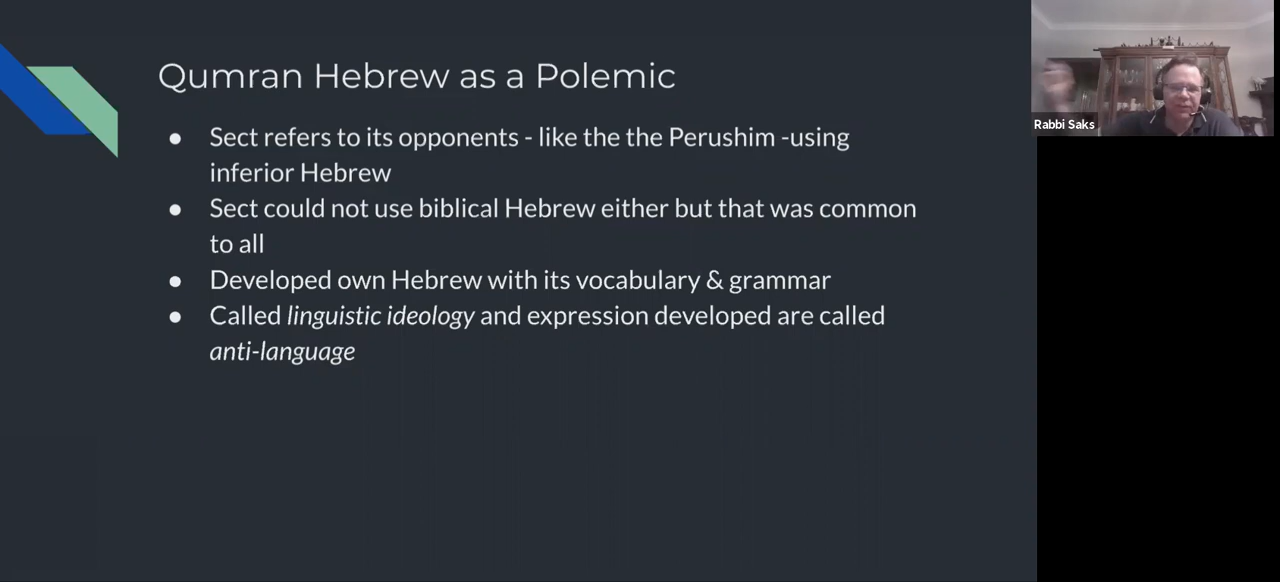 Qumran Hebrew as a Polemic
● Sect refers to its opponents - like the the Perushim -using
inferior Hebrew
● Sect could not use biblical Hebrew either but that was common
to all
● Developed own Hebrew with its vocabulary & grammar
● Called linguistic ideology and expression developed are called
anti-language
Rabbi Saks